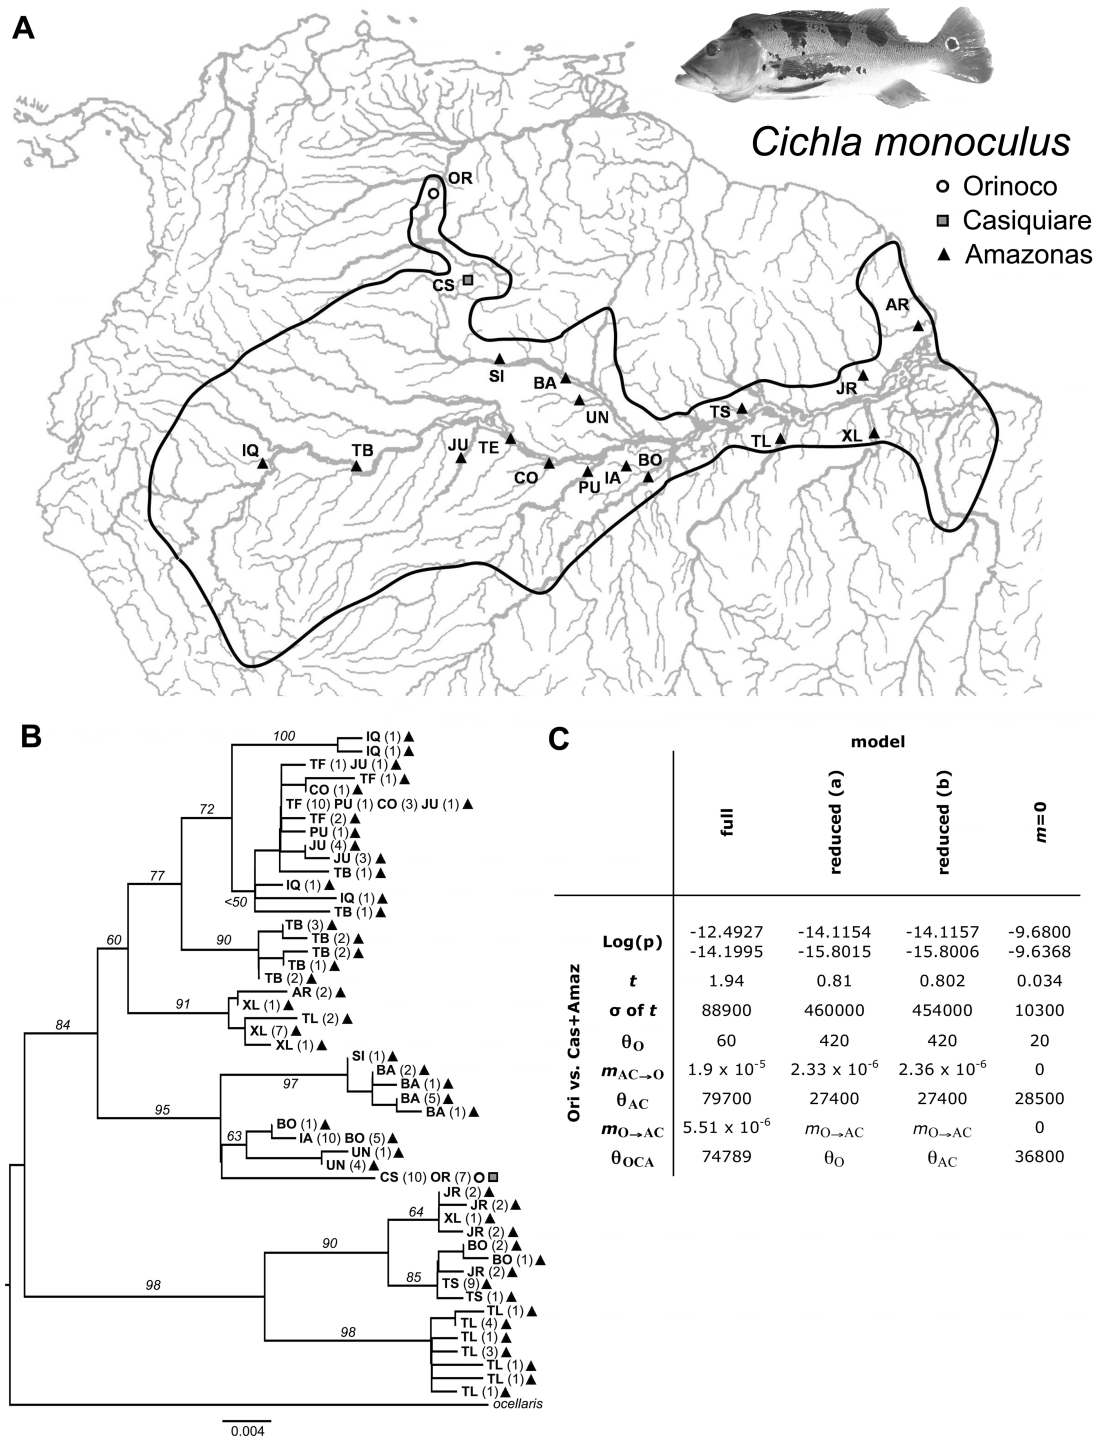 A
Cichla monoculus
Orinoco
Casiquiare
Amazonas
OR
CS
AR
SI
BA
JR
UN
TS
IQ
TB
JU
TE
TL
XL
CO
PU
IA
BO
B
IQ (1)
IQ (1)
100
TF (1) JU (1)
TF (1)
CO (1)
72
TF (10) PU (1) CO (3) JU (1)
TF (2)
PU (1)
JU (4)
JU (3)
TB (1)
77
IQ (1)
<50
IQ (1)
TB (1)
TB (3)
60
90
TB (2)
TB (2)
TB (1)
TB (2)
AR (2)
91
XL (1)
TL (2)
84
XL (7)
XL (1)
SI (1)
BA (2)
97
BA (1)
BA (5)
95
BA (1)
BO (1)
63
IA (10) BO (5)
UN (1)
UN (4)
CS (10) OR (7)
JR (2)
JR (2)
64
XL (1)
JR (2)
90
BO (2)
BO (1)
JR (2)
98
85
TS (9)
TS (1)
TL (1)
TL (4)
98
TL (1)
TL (3)
TL (1)
TL (1)
TL (1)
ocellaris
0.004
C
model
full reduced (a) reduced (b) m=0
Ori vs. Cas+Amaz
Log(p) -12.4927 -14.1154 -14.1157 -9.6800
-14.1995 -15.8015 -15.8006 -9.6368
t 1.94 0.81 0.802 0.034
σ of t 88900 460000 454000 10300
θO 60 420 420 20
mAC→O 1.9 x 10-5 2.33 x 10-6 2.36 x 10-6 0
θAC 79700 27400 27400 28500
mO→AC 5.51 x 10-6 mO→AC mO→AC 0
θOCA 74789 θO θAC 36800